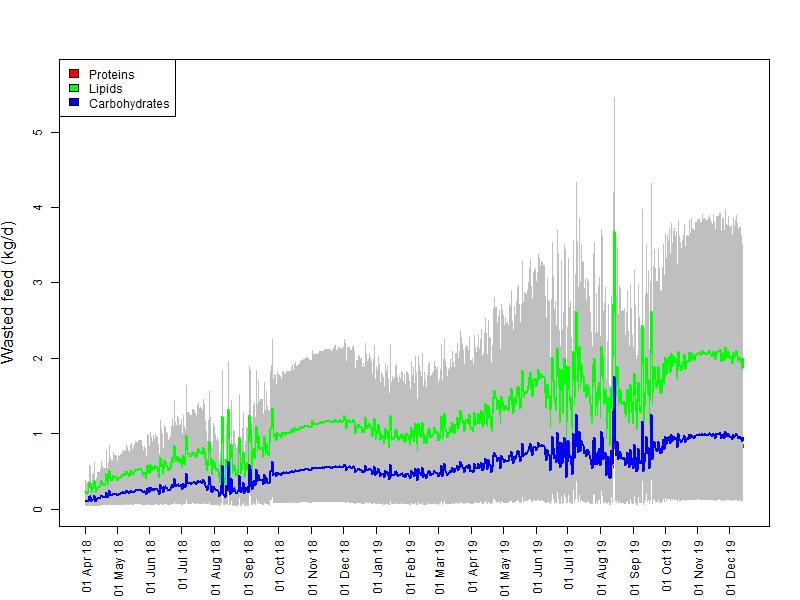 Proteins
Lipids
Carbohydrates
Wasted feed (kg/d)
5
4
3
2
1
0
01 Apr 18
01 May 18
01 Jun 18
01 Jul 18
01 Aug 18
01 Sep 18
01 Oct 18
01 Nov 18
01 Dec 18
01 Jan 19
01 Feb 19
01 Mar 19
01 Apr 19
01 May 19
01 Jun 19
01 Jul 19
01 Aug 19
01 Sep 19
01 Oct 19
01 Nov 19
01 Dec 19